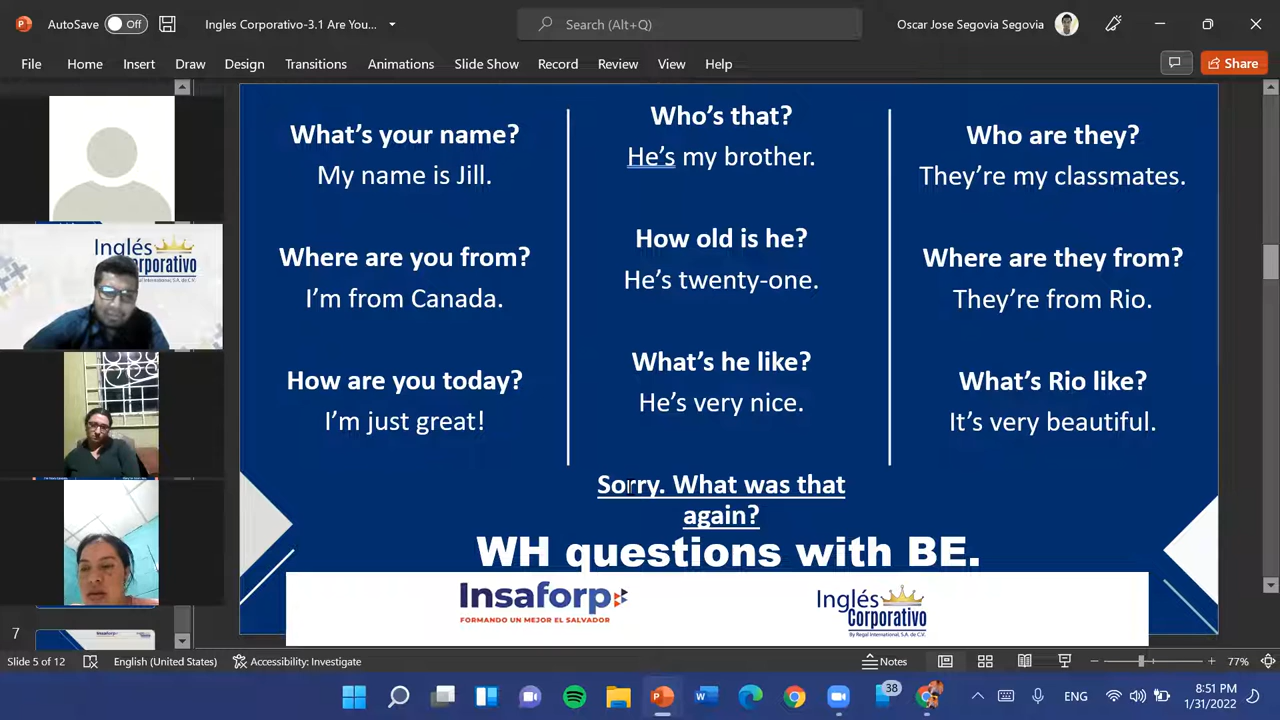 AutoSave Off Ingles Corporativo-3.1 Are You... Search (Alt+Q) Oscar Jose Segovia Segovia
File Home Insert Draw Design Transitions Animations Slide Show Record Review View Help Share
Inglés
Corporativo
What's your name?
My name is Jill.
Where are you from?
I'm from Canada.
How are you today?
I'm just great!
Who's that?
He's my brother.
How old is he?
He's twenty-one.
What's he like?
He's very nice.
Who are they?
They're my classmates.
Where are they from?
They're from Rio.
What's Rio like?
It's very beautiful.
Sorry. What was that
again?
WH questions with BE.
Insaforp
FORMANDO UN MEJOR EL SALVADOR
Inglés
Corporativo
By Regal International, S.A. de C.V.
7
Slide 5 of 12 English (United States) Accessibility: Investigate Notes 77%
38 ENG 8:51 PM
1/31/2022